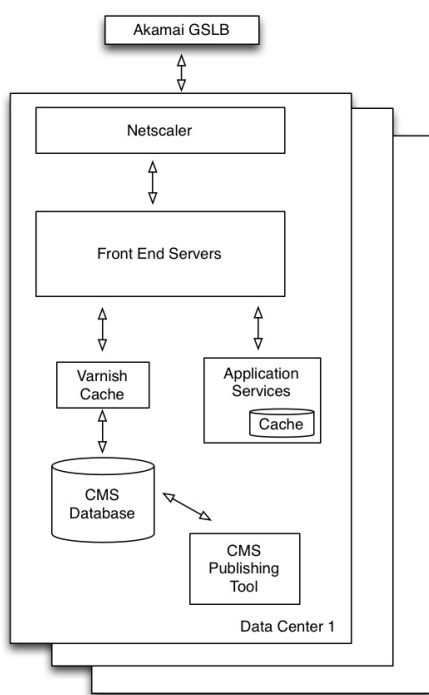 Akamai GSLB
Netscaler
Front End Servers
Varnish
Cache
Application
Services
Cache
CMS
Database
CMS
Publishing
Tool
Data Center 1